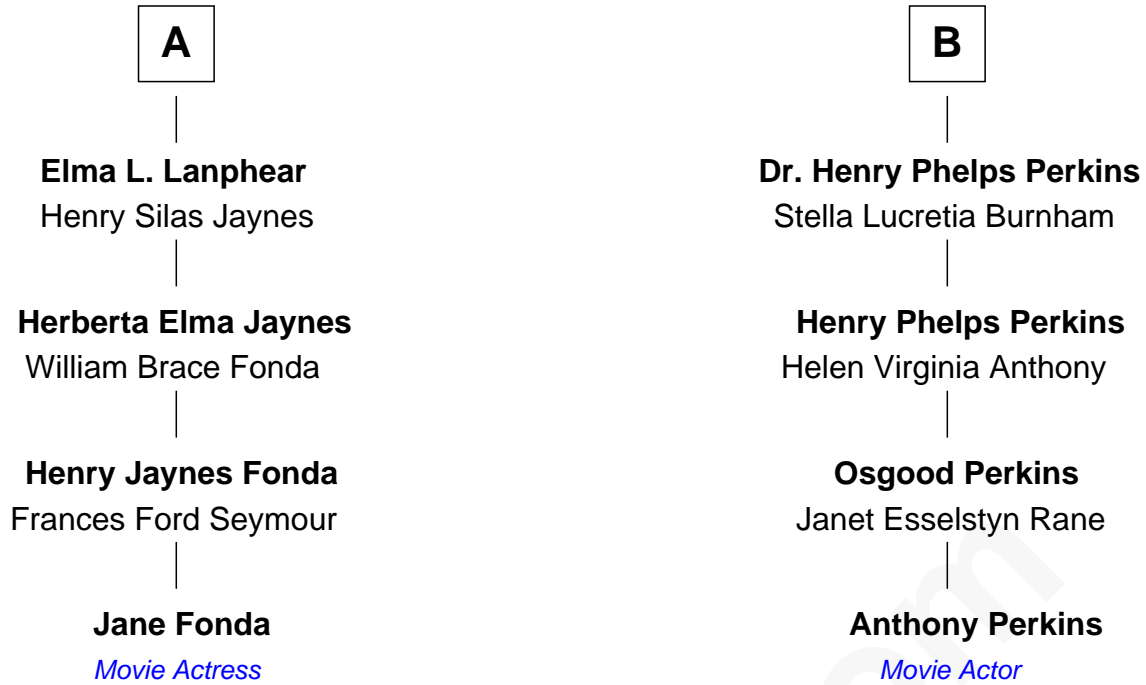 A
B
Elma L. Lanphear
Henry Silas Jaynes
Dr. Henry Phelps Perkins
Stella Lucretia Burnham
Herberta Elma Jaynes
William Brace Fonda
Henry Phelps Perkins
Helen Virginia Anthony
Henry Jaynes Fonda
Frances Ford Seymour
Osgood Perkins
Janet Esselstyn Rane
Jane Fonda
Movie Actress
Anthony Perkins
Movie Actor